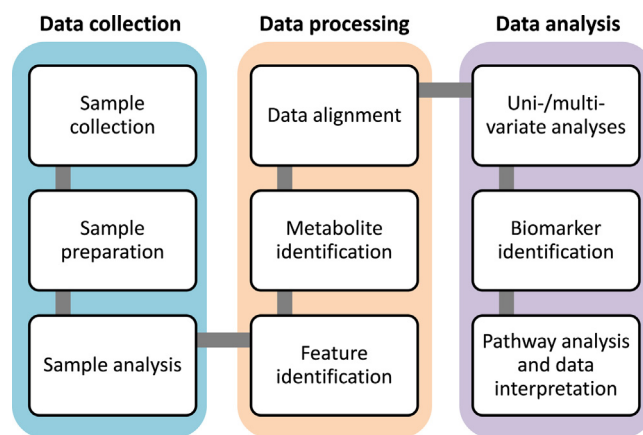 Data collection
Sample
collection
Sample
preparation
Sample analysis
Data processing
Data alignment
Metabolite
identification
Feature
identification
Data analysis
Uni-/multi-
variate analyses
Biomarker
identification
Pathway analysis
and data
interpretation